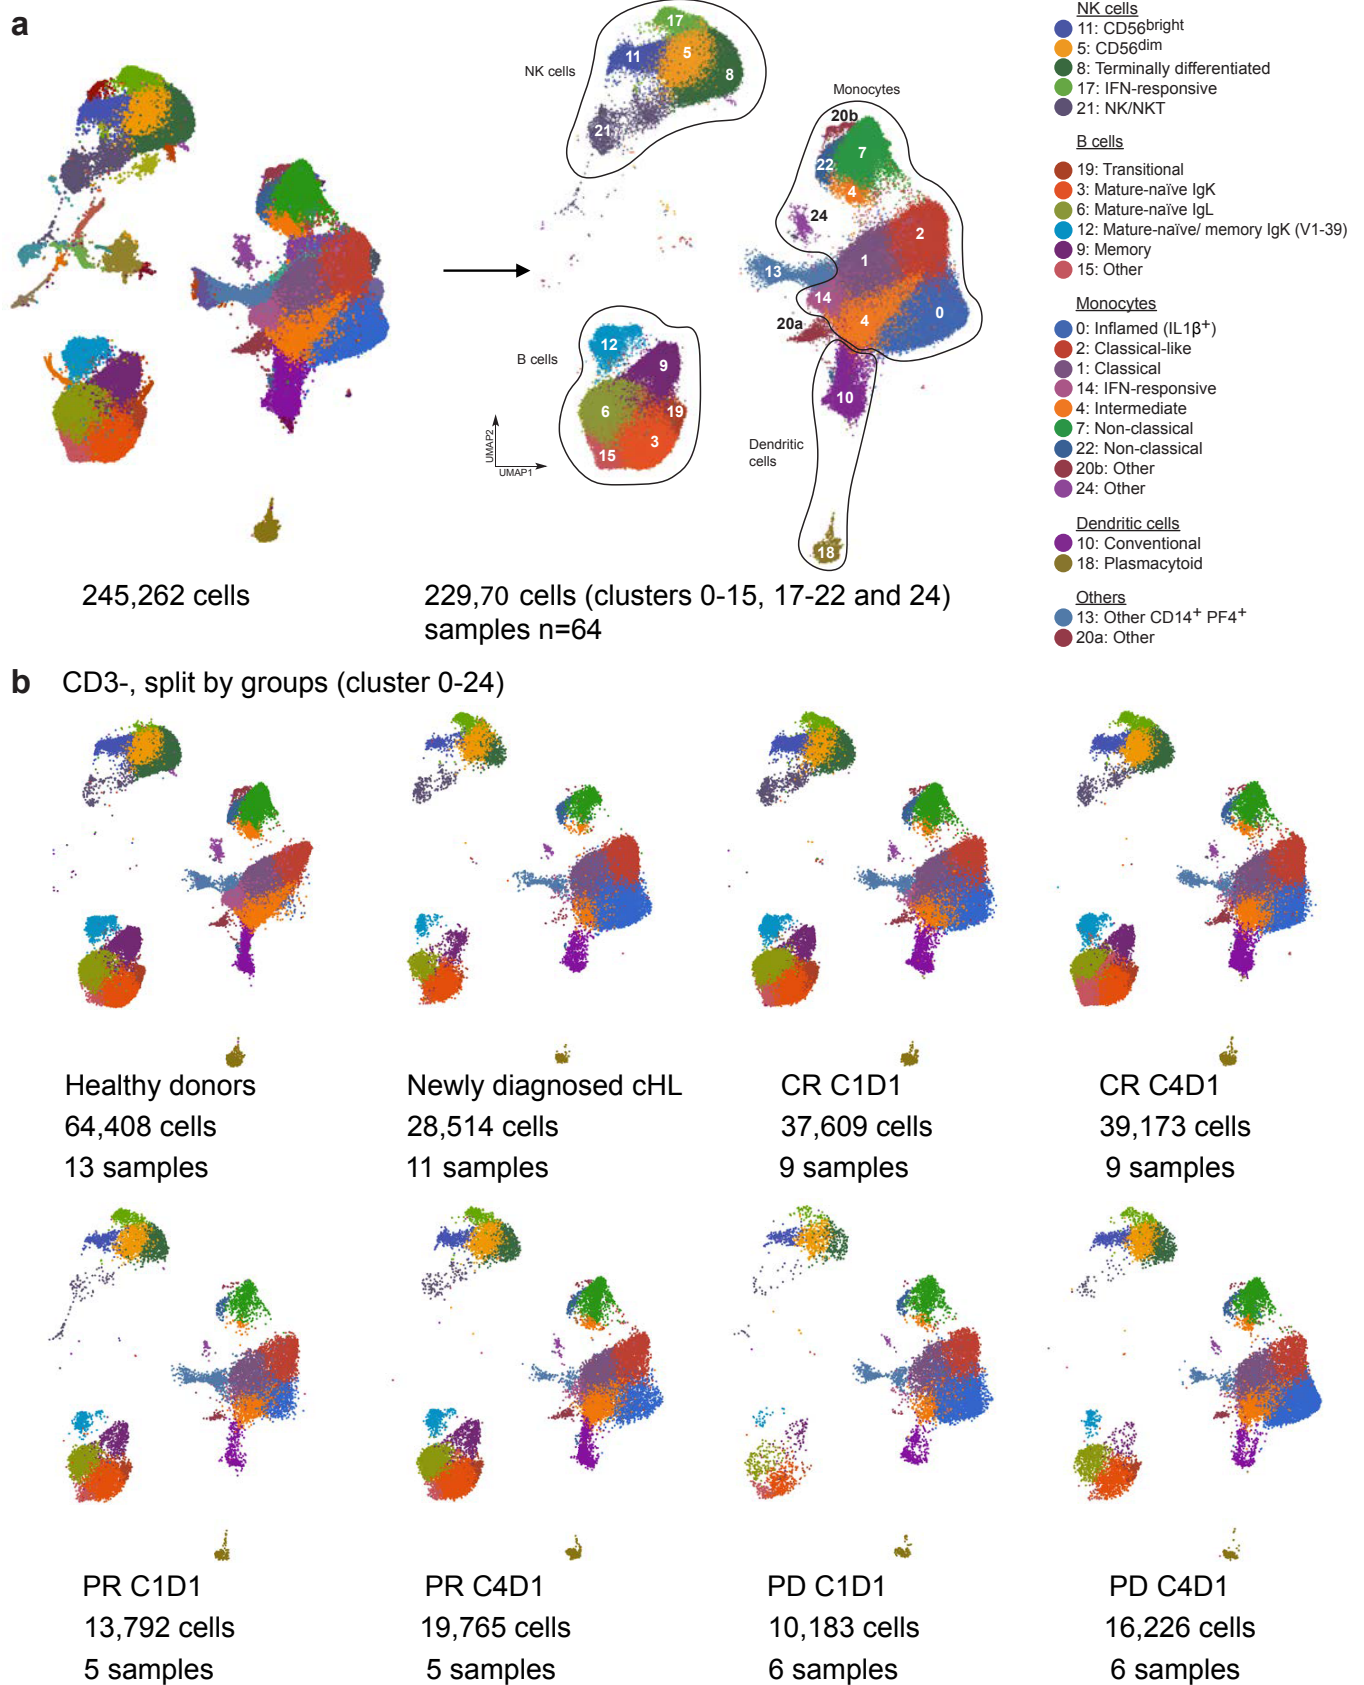 a
NK cells
11
17
5
8
21
Monocytes
20b
7
22
4
24
2
1
13
14
4
0
20a
10
Dendritic
cells
18
B cells
12
9
6
19
3
15
UMAP2
UMAP1
NK cells
11: CD56bright
5: CD56dim
8: Terminally differentiated
17: IFN-responsive
21: NK/NKT
B cells
19: Transitional
3: Mature-naïve IgK
6: Mature-naïve IgL
12: Mature-naïve/ memory IgK (V1-39)
9: Memory
15: Other
Monocytes
0: Inflamed (IL1β+)
2: Classical-like
1: Classical
14: IFN-responsive
4: Intermediate
7: Non-classical
22: Non-classical
20b: Other
24: Other
Dendritic cells
10: Conventional
18: Plasmacytoid
Others
13: Other CD14+ PF4+
20a: Other
245,262 cells
229,70 cells (clusters 0-15, 17-22 and 24)
samples n=64
b CD3-, split by groups (cluster 0-24)
Healthy donors
64,408 cells
13 samples
Newly diagnosed cHL
28,514 cells
11 samples
CR C1D1
37,609 cells
9 samples
CR C4D1
39,173 cells
9 samples
PR C1D1
13,792 cells
5 samples
PR C4D1
19,765 cells
5 samples
PD C1D1
10,183 cells
6 samples
PD C4D1
16,226 cells
6 samples